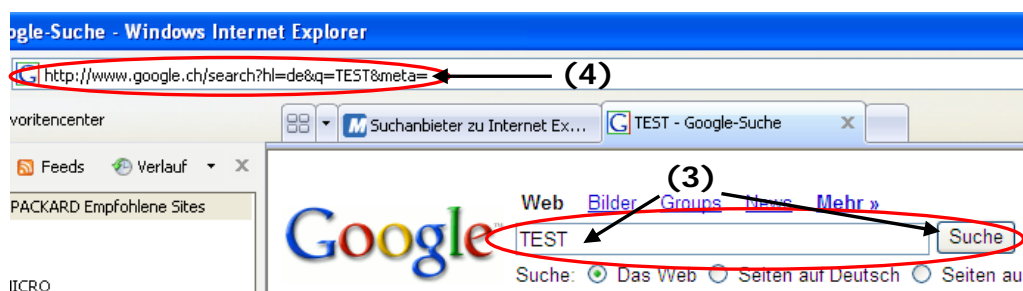 ogle-Suche - Windows Internet Explorer
http://www.google.ch/search?hl=de&q=TEST&meta= (4)
voritencenter
Suchanbieter zu Internet Ex... TEST - Google-Suche
Feeds Verlauf
(3)
PACKARD Empfohlene Sites
Web Bilder Groups News Mehr »
Google™
TEST Suche
Suche: Das Web Seiten auf Deutsch Seiten au
MICRO